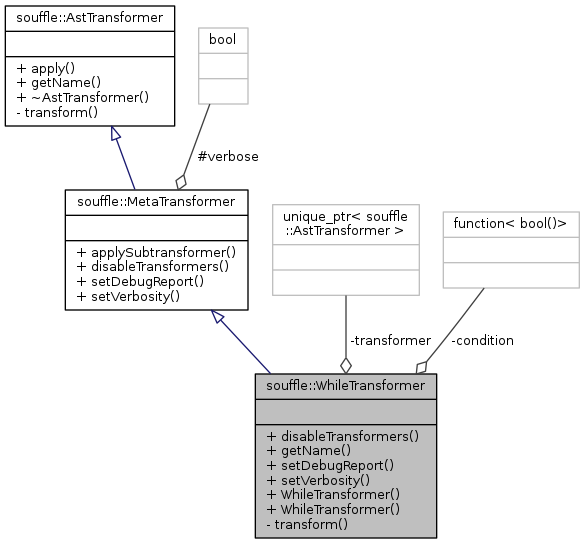 souffle::AstTransformer
+ apply()
+ getName()
+ ~AstTransformer()
- transform()
bool
#verbose
souffle::MetaTransformer
+ applySubtransformer()
+ disableTransformers()
+ setDebugReport()
+ setVerbosity()
unique_ptr< souffle
::AstTransformer >
function< bool()>
-transformer
-condition
souffle::WhileTransformer
+ disableTransformers()
+ getName()
+ setDebugReport()
+ setVerbosity()
+ WhileTransformer()
+ WhileTransformer()
- transform()